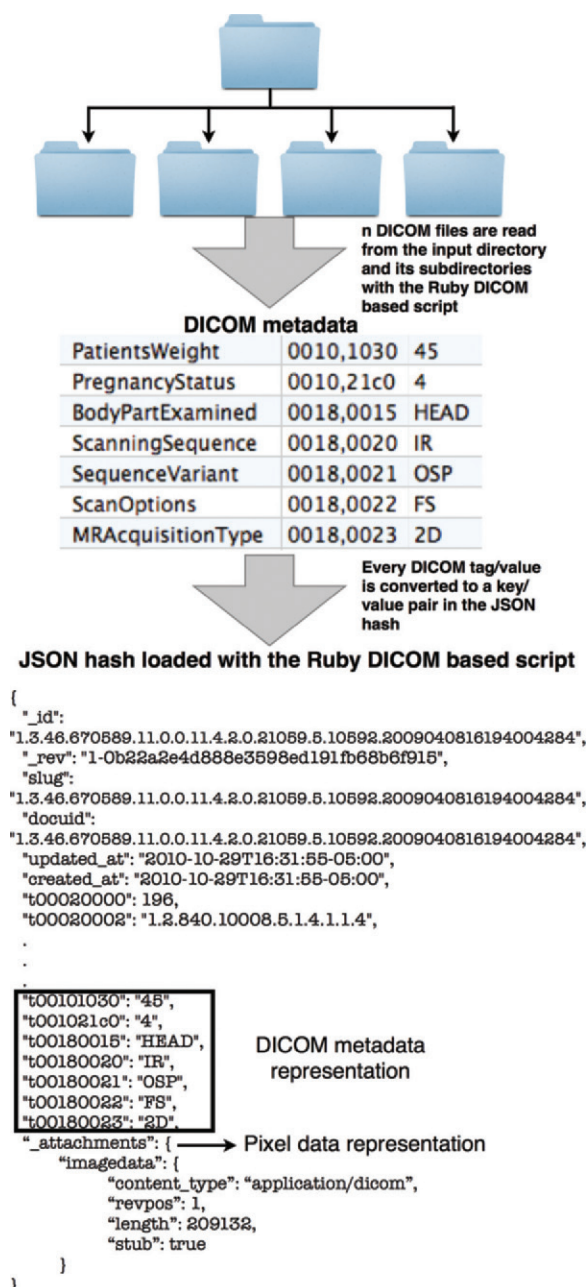 n DICOM files are read
from the input directory
and its subdirectories
with the Ruby DICOM
based script
DICOM metadata
PatientsWeight 0010,1030 45
PregnancyStatus 0010,21c0 4
BodyPartExamined 0018,0015 HEAD
ScanningSequence 0018,0020 IR
SequenceVariant 0018,0021 OSP
ScanOptions 0018,0022 FS
MRAcquisitionType 0018,0023 2D
Every DICOM tag/value
is converted to a key/
value pair in the JSON
hash
JSON hash loaded with the Ruby DICOM based script
{
"_id":
"1.3.46.670589.11.0.0.11.4.2.0.21059.5.10592.2009040816194004284",
"_rev": "1-0b22a2e4d888e3598ed191fb68b6f915",
"slug":
"1.3.46.670589.11.0.0.11.4.2.0.21059.5.10592.2009040816194004284",
"docuid":
"1.3.46.670589.11.0.0.11.4.2.0.21059.5.10592.2009040816194004284",
"updated_at": "2010-10-29T16:31:55-05:00",
"created_at": "2010-10-29T16:31:55-05:00",
"t00020000": 196,
"t00020002": "1.2.840.10008.5.1.4.1.1.4",
.
.
.
"t00101030": "45",
"t001021c0": "4",
"t00180015": "HEAD",
"t00180020": "IR",
"t00180021": "OSP",
"t00180022": "FS",
"t00180023": "2D",
DICOM metadata
representation
"_attachments": { Pixel data representation
"imagedata": {
"content_type": "application/dicom",
"revpos": 1,
"length": 209132,
"stub": true
}
}